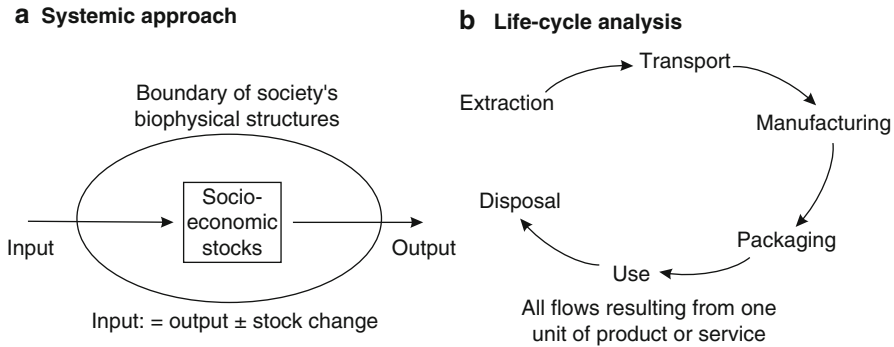 a Systemic approach
Boundary of society's
biophysical structures
Socio-
economic
stocks
Input
Output
Input: = output ± stock change
b Life-cycle analysis
Transport
Extraction
Manufacturing
Disposal
Packaging
Use
All flows resulting from one
unit of product or service